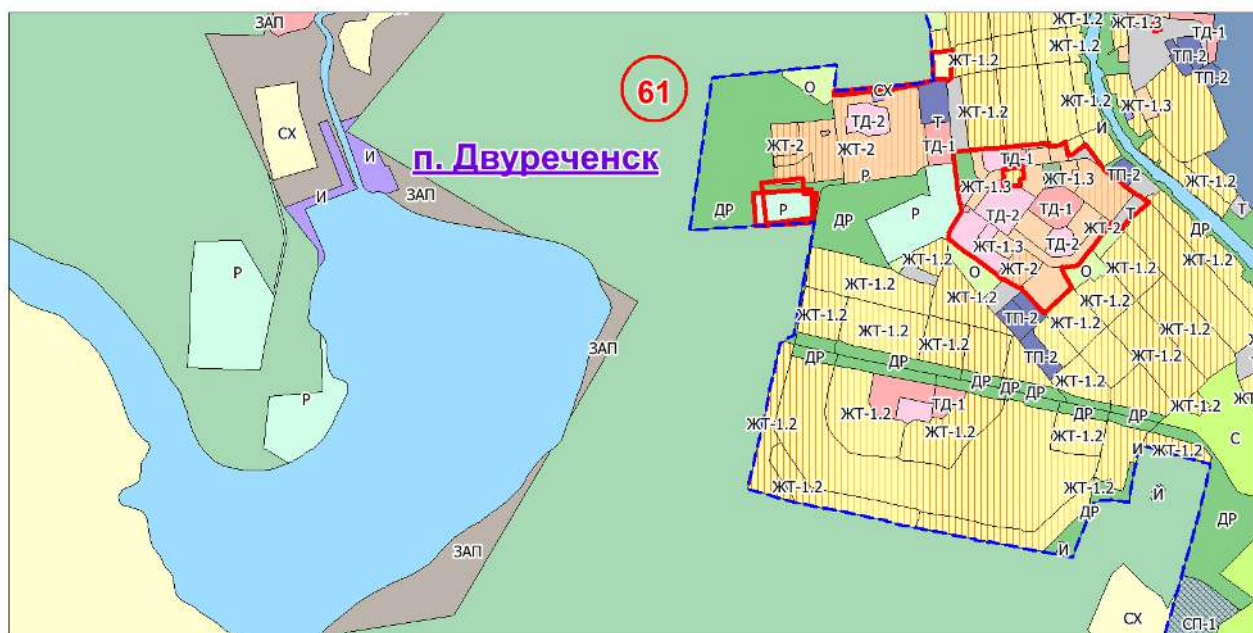 ЗАП
ЖТ-1.2
ЖТ-1.3
ТД-1
ТП-2
ТП-2
ЖТ-1.2
ЖТ-1.2
61
О
СХ
ЖТ-1.2
СХ
ТД-2
Т
ЖТ-1.2
ЖТ-1.3
И
И
п. Двуреченск
ЖТ-2
ЖТ-2
ТД-1
ТД-1
ТП-2
ЖТ-1.2
ЗАП
И
Р
ЖТ-1.3
ЖТ-1.3
ДР
Р
ДР
Р
ТД-2
ТД-1
Т
Т
ЖТ-2
ДР
Р
ЖТ-1.3
ТД-2
ЖТ-1.2
ЖТ-1.2
ЖТ-2
О
О
ЖТ-1.2
ЖТ-1.2
ЖТ-1.2
ЖТ-1.2
ТП-2
ЖТ-1.2
ЖТ-1.2
ЗАП
ЖТ-1.2
ЖТ-1.2
ЖТ-1.2
ДР
ДР
ДР
ТП-2
ДР
ДР
ДР
ЖТ-1.2
Р
ЖТ-1.2
ТД-1
ДР
ДР
ЖТ-1.2
ЖТ
ЖТ-1.2
ЖТ-1.2
ЖТ-1.2
И
ЖТ-1.2
С
ЖТ-1.2
ЖТ-1.2
Й
ДР
ДР
ЗАП
Й
СХ
СП-1